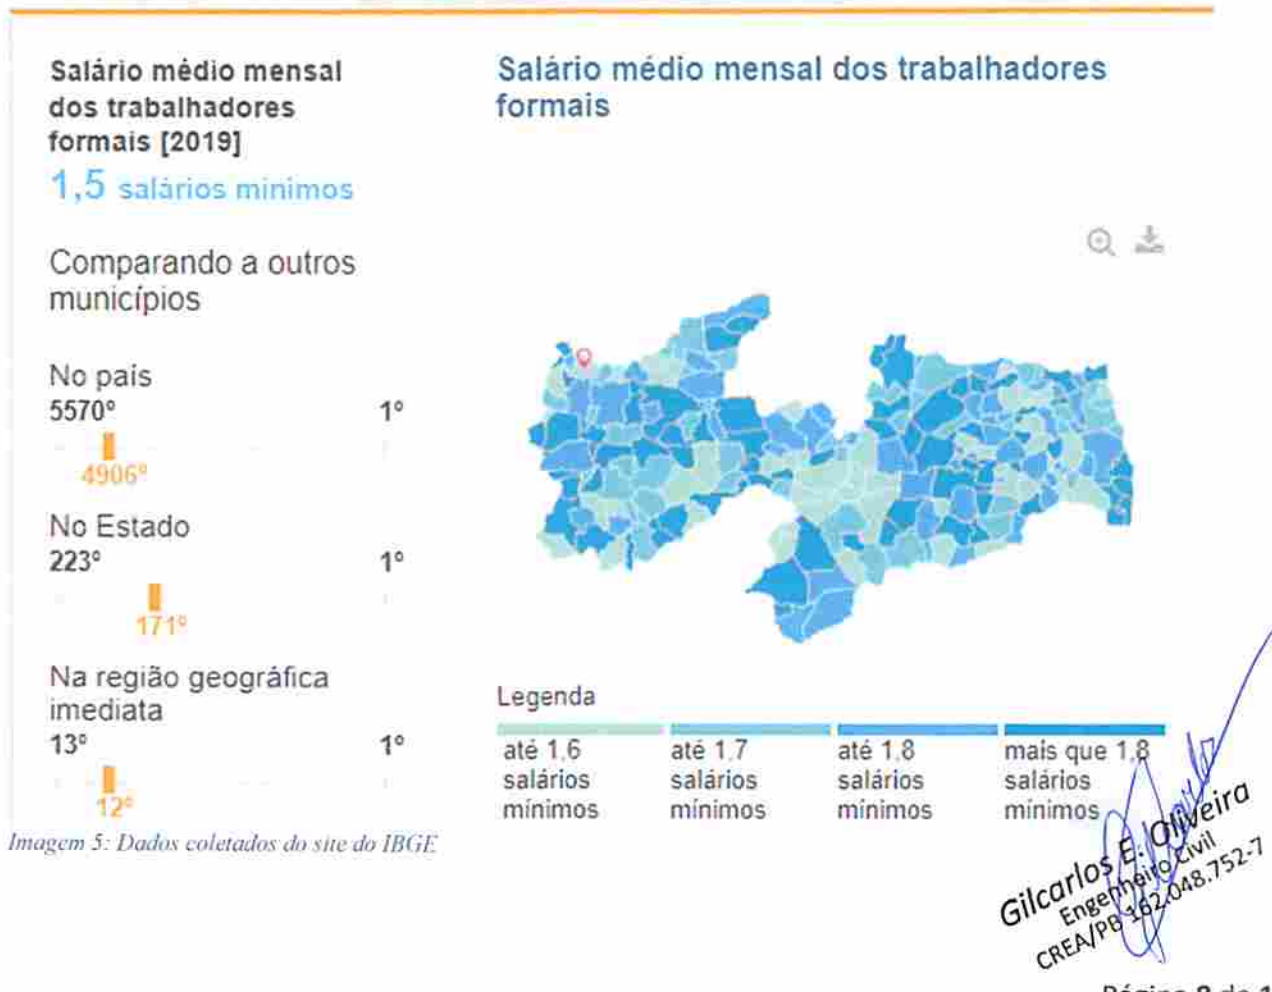 Salário médio mensal
dos trabalhadores
formais [2019]
1,5 salários mínimos
Comparando a outros
municípios
No país
5570º 1º
4906º
No Estado
223º 1º
171º
Na região geográfica
imediata
13º 1º
12º
Imagem 5: Dados coletados do site do IBGE
Salário médio mensal dos trabalhadores
formais
Legenda
até 1,6
salários
mínimos
até 1,7
salários
mínimos
até 1,8
salários
mínimos
mais que 1,8
salários
mínimos
Gilcarlos E. Oliveira
Engenheiro Civil
CREA/PB 162.048.752-7